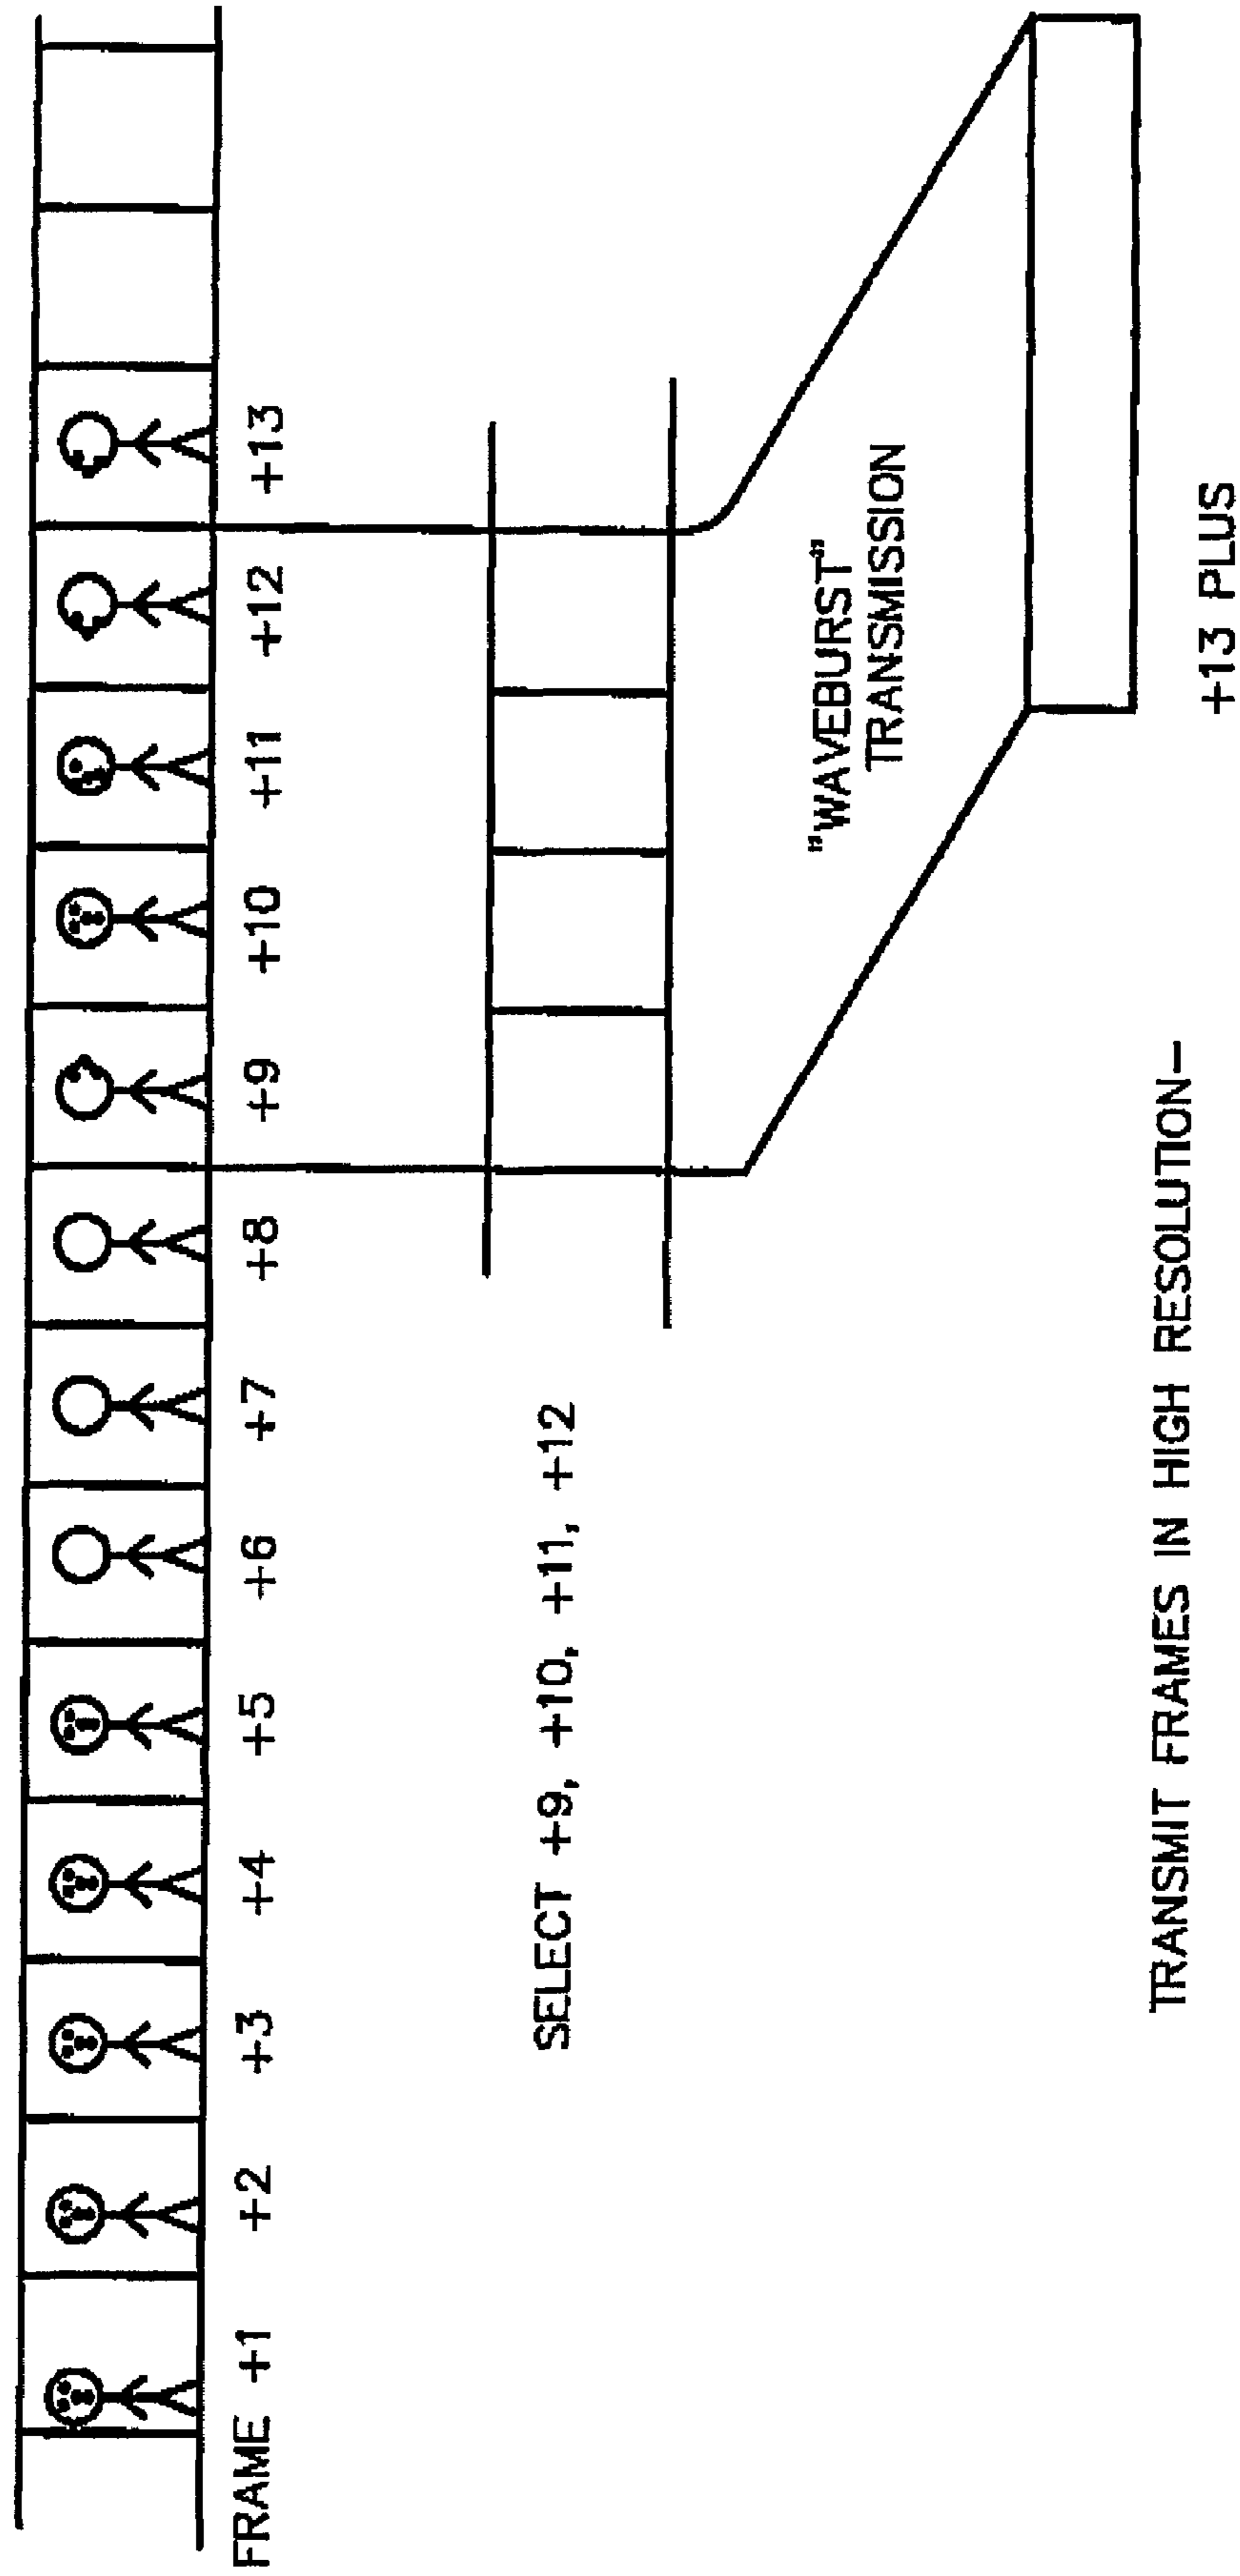 FRAME +1 +2 +3 +4 +5 +6 +7 +8 +9 +10 +11 +12 +13
SELECT +9, +10, +11, +12
"WAVEBURST"
TRANSMISSION
TRANSMIT FRAMES IN HIGH RESOLUTION-
+13 PLUS